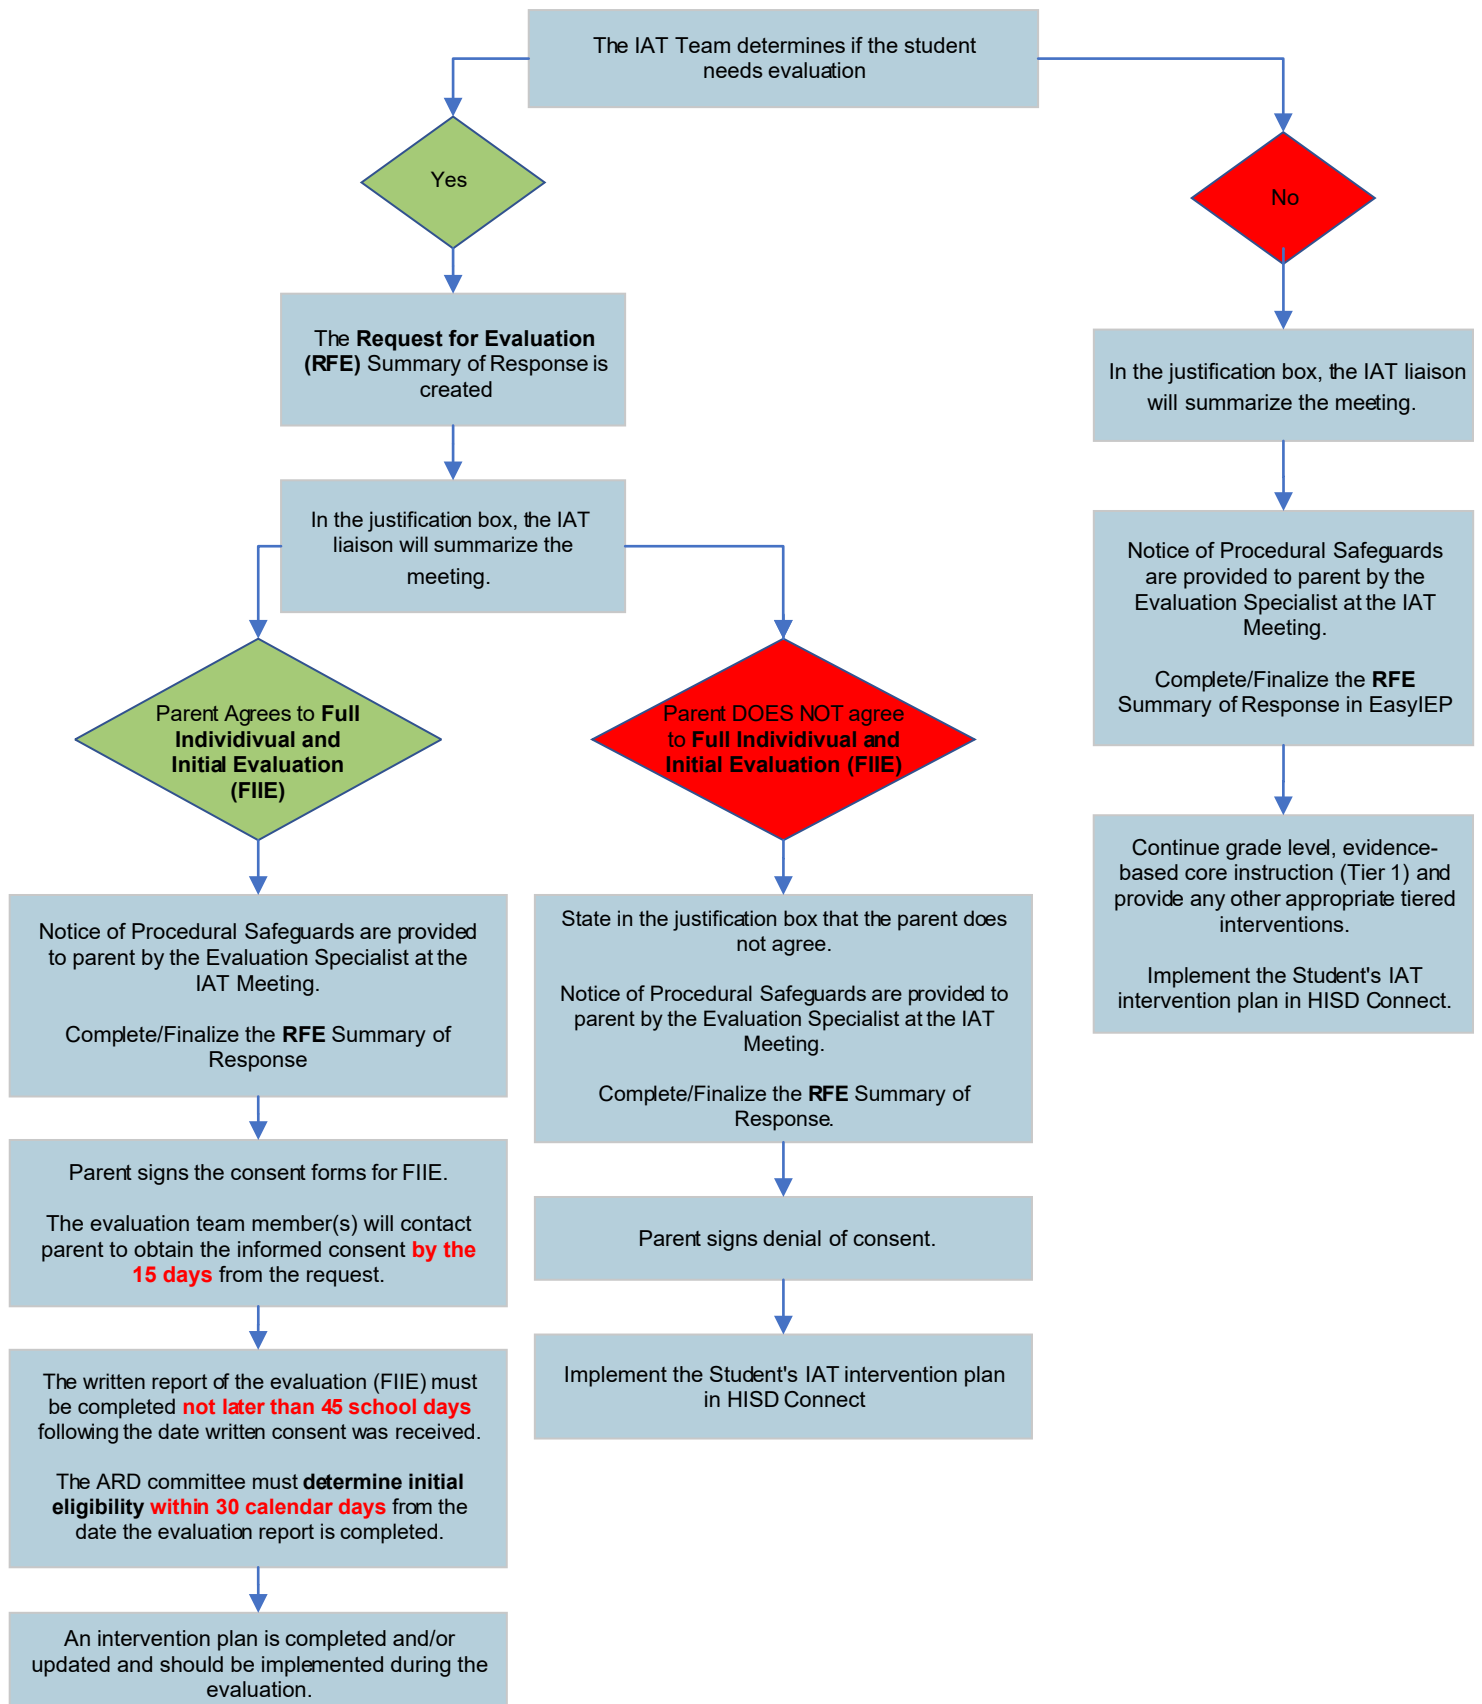 The IAT Team determines if the student
needs evaluation
Yes
No
The Request for Evaluation
(RFE) Summary of Response is
created
In the justification box, the IAT liaison
will summarize the meeting.
In the justification box, the IAT
liaison will summarize the
meeting.
Notice of Procedural Safeguards
are provided to parent by the
Evaluation Specialist at the IAT
Meeting.
Complete/Finalize the RFE
Summary of Response in EasyIEP
Parent Agrees to Full
Individivual and
Initial Evaluation
(FIIE)
Parent DOES NOT agree
to Full Individivual and
Initial Evaluation (FIIE)
Continue grade level, evidence-
based core instruction (Tier 1) and
provide any other appropriate tiered
interventions.
Implement the Student's IAT
intervention plan in HISD Connect.
Notice of Procedural Safeguards are provided
to parent by the Evaluation Specialist at the
IAT Meeting.
Complete/Finalize the RFE Summary of
Response
State in the justification box that the parent does
not agree.
Notice of Procedural Safeguards are provided to
parent by the Evaluation Specialist at the IAT
Meeting.
Complete/Finalize the RFE Summary of
Response.
Parent signs the consent forms for FIIE.
The evaluation team member(s) will contact
parent to obtain the informed consent by the
15 days from the request.
Parent signs denial of consent.
The written report of the evaluation (FIIE) must
be completed not later than 45 school days
following the date written consent was received.
The ARD committee must determine initial
eligibility within 30 calendar days from the
date the evaluation report is completed.
Implement the Student's IAT intervention plan
in HISD Connect
An intervention plan is completed and/or
updated and should be implemented during the
evaluation.